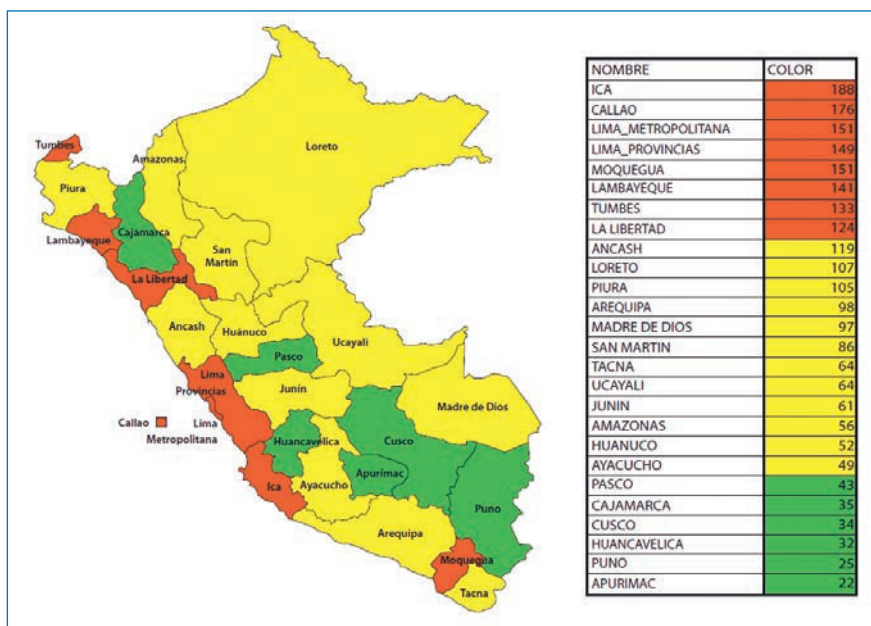 Tumbes
Piura
Amazonas
Loreto
Lambayeque
Cajamarca
San
Martín
La Libertad
Ancash
Huánuco
Ucayali
Pasco
Lima
Provincias
Junín
Madre de Dios
Callao
Lima
Metropolitana
Huancavelica
Cusco
Ica
Ayacucho
Apurímac
Puno
Arequipa
Moquegua
Tacna
NOMBRE COLOR
ICA 188
CALLAO 176
LIMA_METROPOLITANA 151
LIMA_PROVINCIAS 149
MOQUEGUA 151
LAMBAYEQUE 141
TUMBES 133
LA LIBERTAD 124
ANCASH 119
LORETO 107
PIURA 105
AREQUIPA 98
MADRE DE DIOS 97
SAN MARTIN 86
TACNA 64
UCAYALI 64
JUNIN 61
AMAZONAS 56
HUANUCO 52
AYACUCHO 49
PASCO 43
CAJAMARCA 35
CUSCO 34
HUANCAVELICA 32
PUNO 25
APURIMAC 22